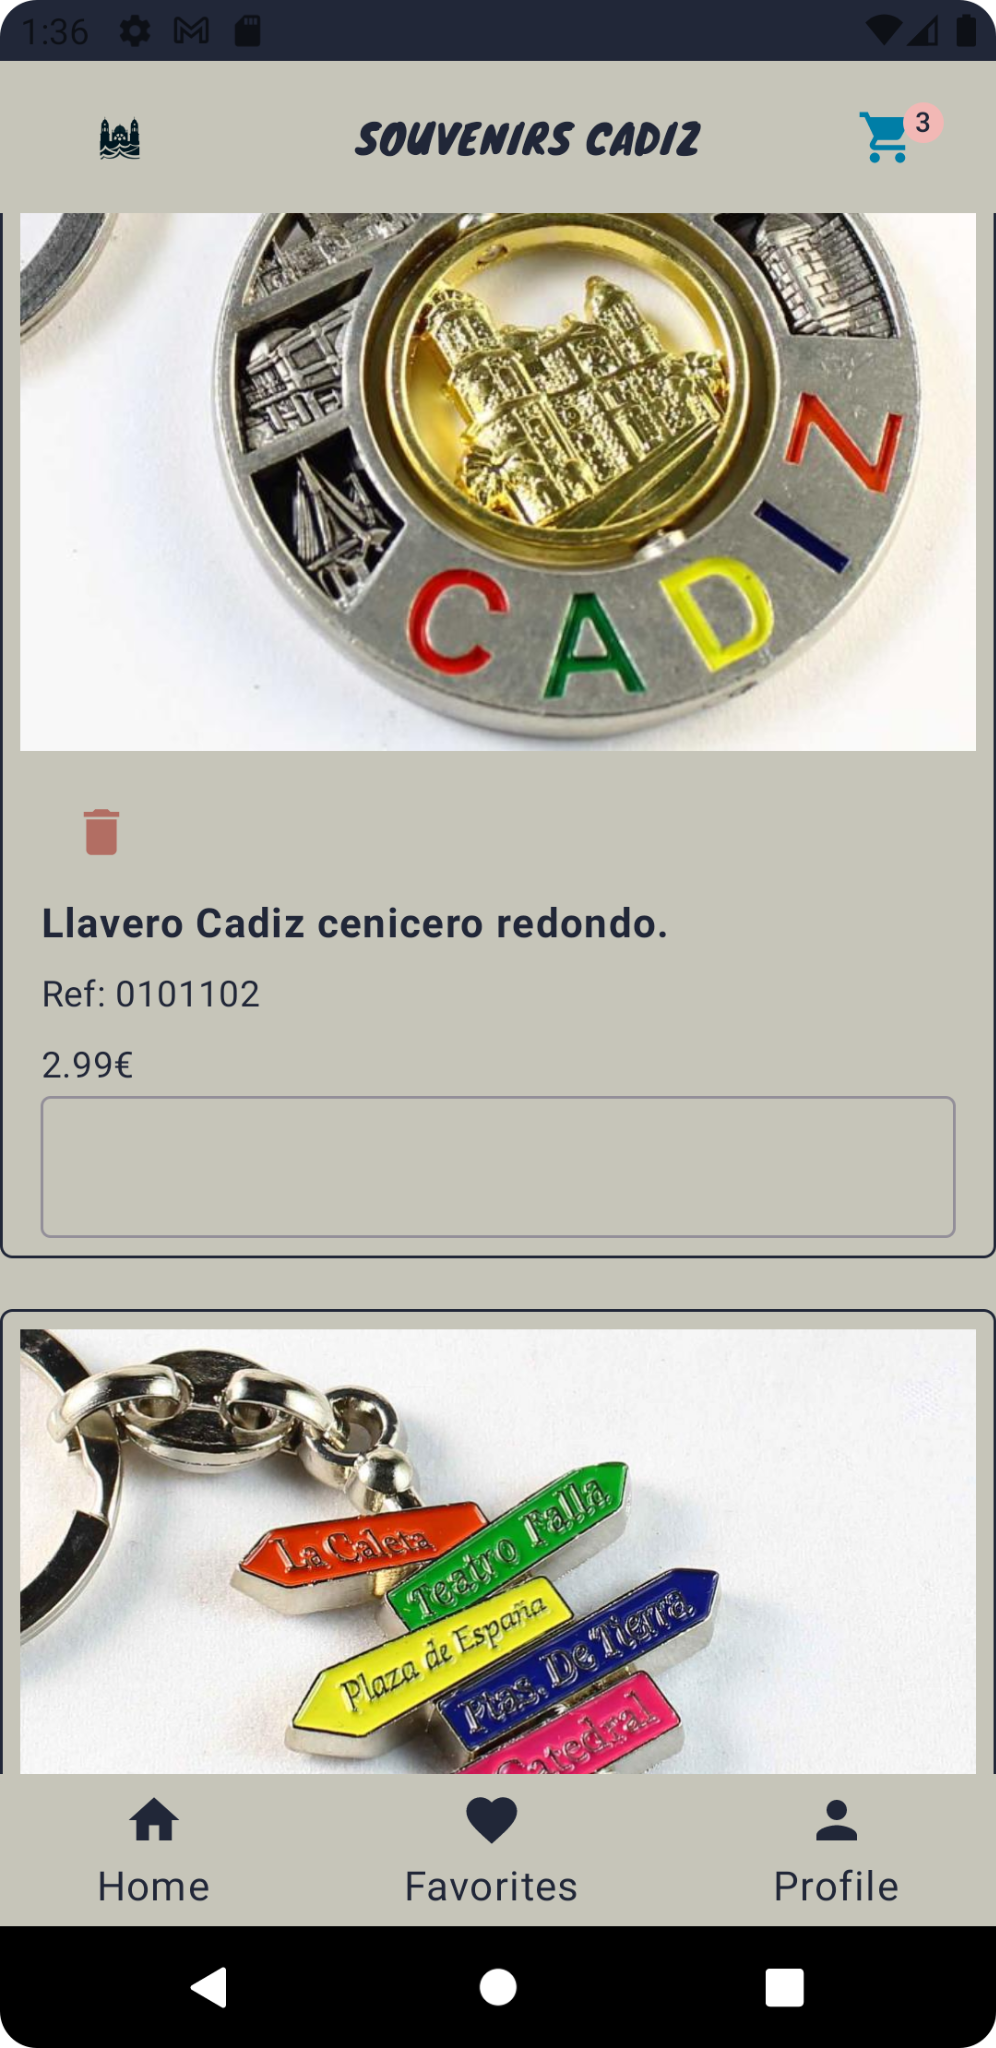 1:36
SOUVENIRS CADIZ
3
CADIZ
Llavero Cadiz cenicero redondo.
Ref: 0101102
2.99€
La Caleta
Teatro Falla
Plaza de España
Ptas. De Tierra
Catedral
Home
Favorites
Profile